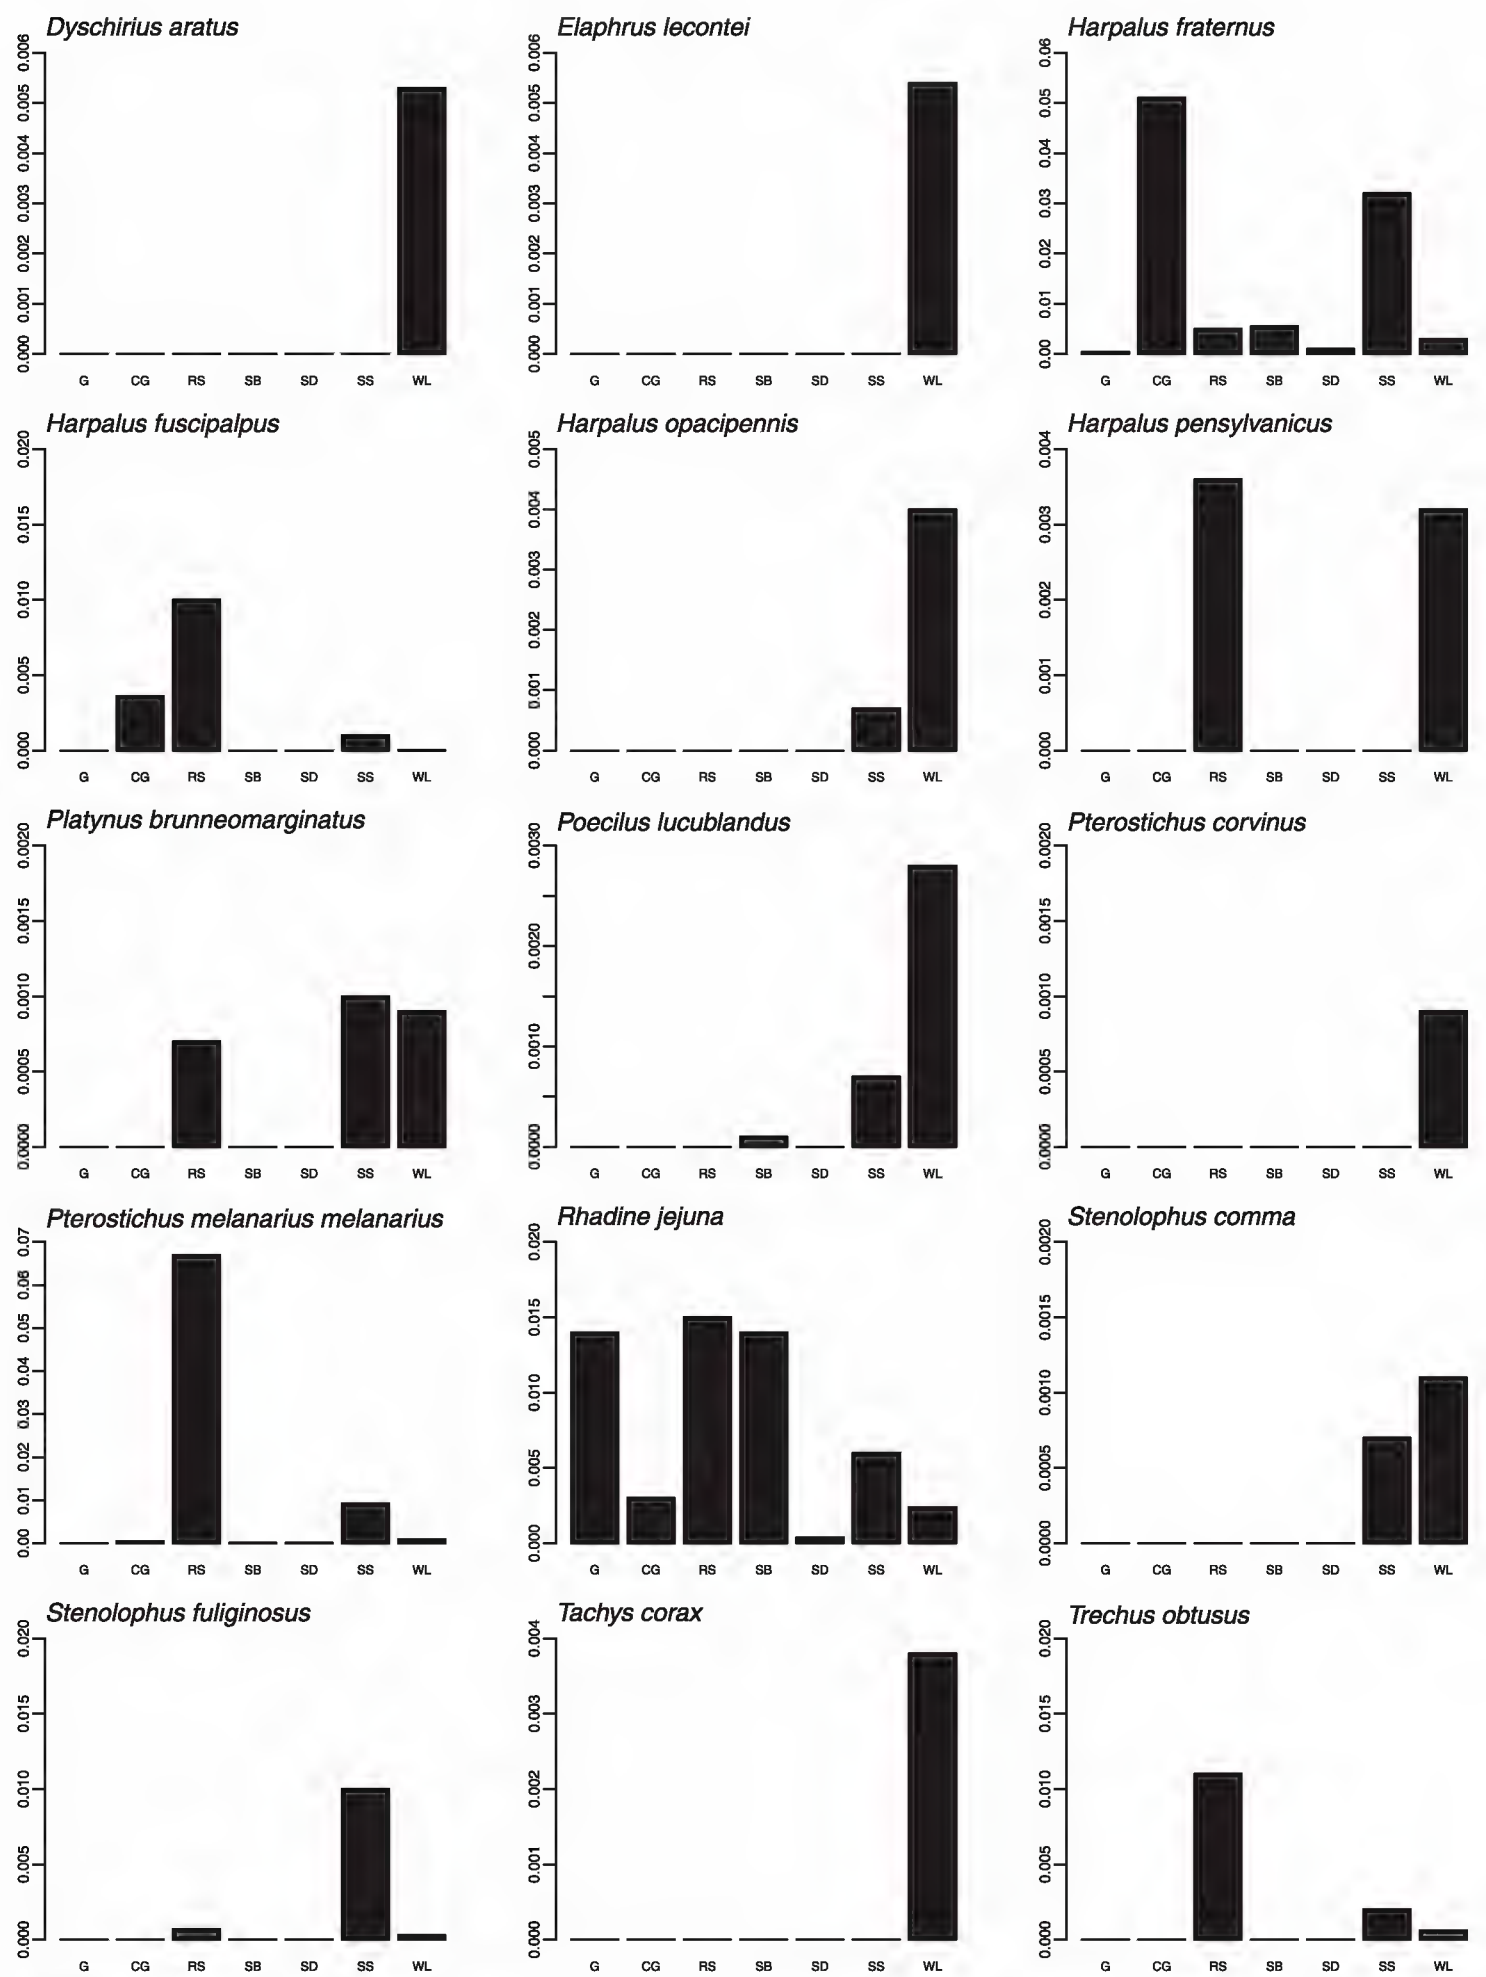 Dyschirius aratus
0.006
0.005
0.004
0.003
0.002
0.001
0.000
G CG RS SB SD SS WL
Elaphrus lecontei
0.006
0.005
0.004
0.003
0.002
0.001
0.000
G CG RS SB SD SS WL
Harpalus fraternus
0.06
0.05
0.04
0.03
0.02
0.01
0.00
G CG RS SB SD SS WL
Harpalus fuscipalpus
0.020
0.015
0.010
0.005
0.000
G CG RS SB SD SS WL
Harpalus opacipennis
0.005
0.004
0.003
0.002
0.001
0.000
G CG RS SB SD SS WL
Harpalus pensylvanicus
0.004
0.003
0.002
0.001
0.000
G CG RS SB SD SS WL
Platynus brunneomarginatus
0.0020
0.0015
0.0010
0.0005
0.0000
G CG RS SB SD SS WL
Poecilus lucublandus
0.0030
0.0020
0.0010
0.0000
G CG RS SB SD SS WL
Pterostichus corvinus
0.0020
0.0015
0.0010
0.0005
0.0000
G CG RS SB SD SS WL
Pterostichus melanarius melanarius
0.07
0.06
0.05
0.04
0.03
0.02
0.01
0.00
G CG RS SB SD SS WL
Rhadine jejuna
0.020
0.015
0.010
0.005
0.000
G CG RS SB SD SS WL
Stenolophus comma
0.0020
0.0015
0.0010
0.0005
0.0000
G CG RS SB SD SS WL
Stenolophus fuliginosus
0.020
0.015
0.010
0.005
0.000
G CG RS SB SD SS WL
Tachys corax
0.004
0.003
0.002
0.001
0.000
G CG RS SB SD SS WL
Trechus obtusus
0.020
0.015
0.010
0.005
0.000
G CG RS SB SD SS WL